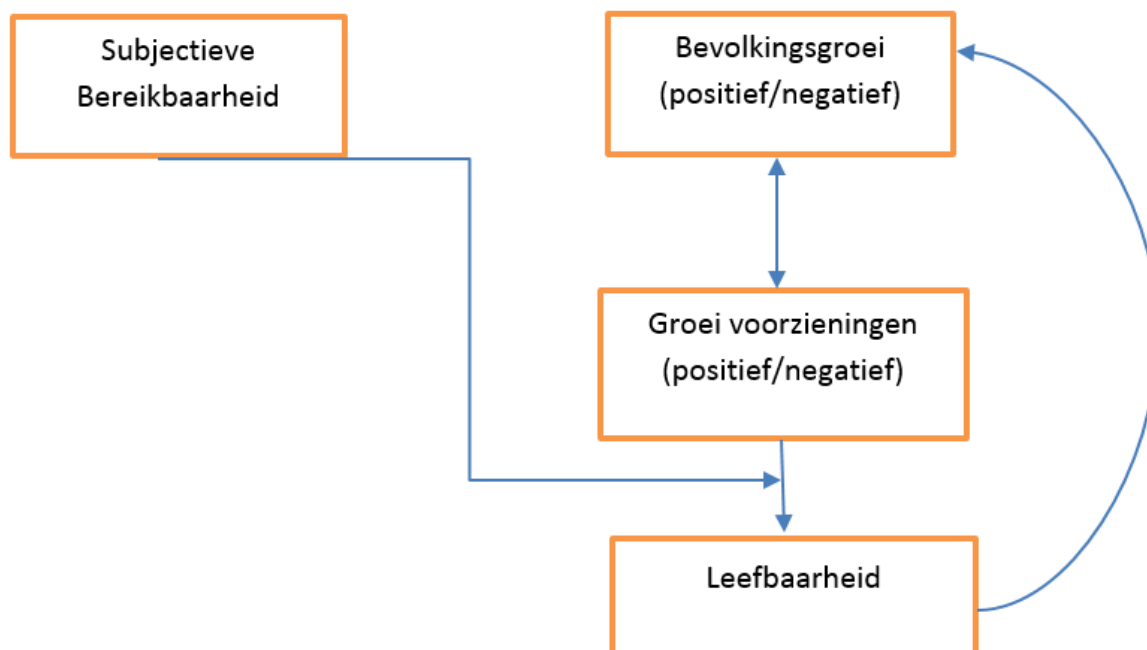 Subjectieve
Bereikbaarheid
Bevolkingsgroei
(positief/negatief)
Groei voorzieningen
(positief/negatief)
Leefbaarheid